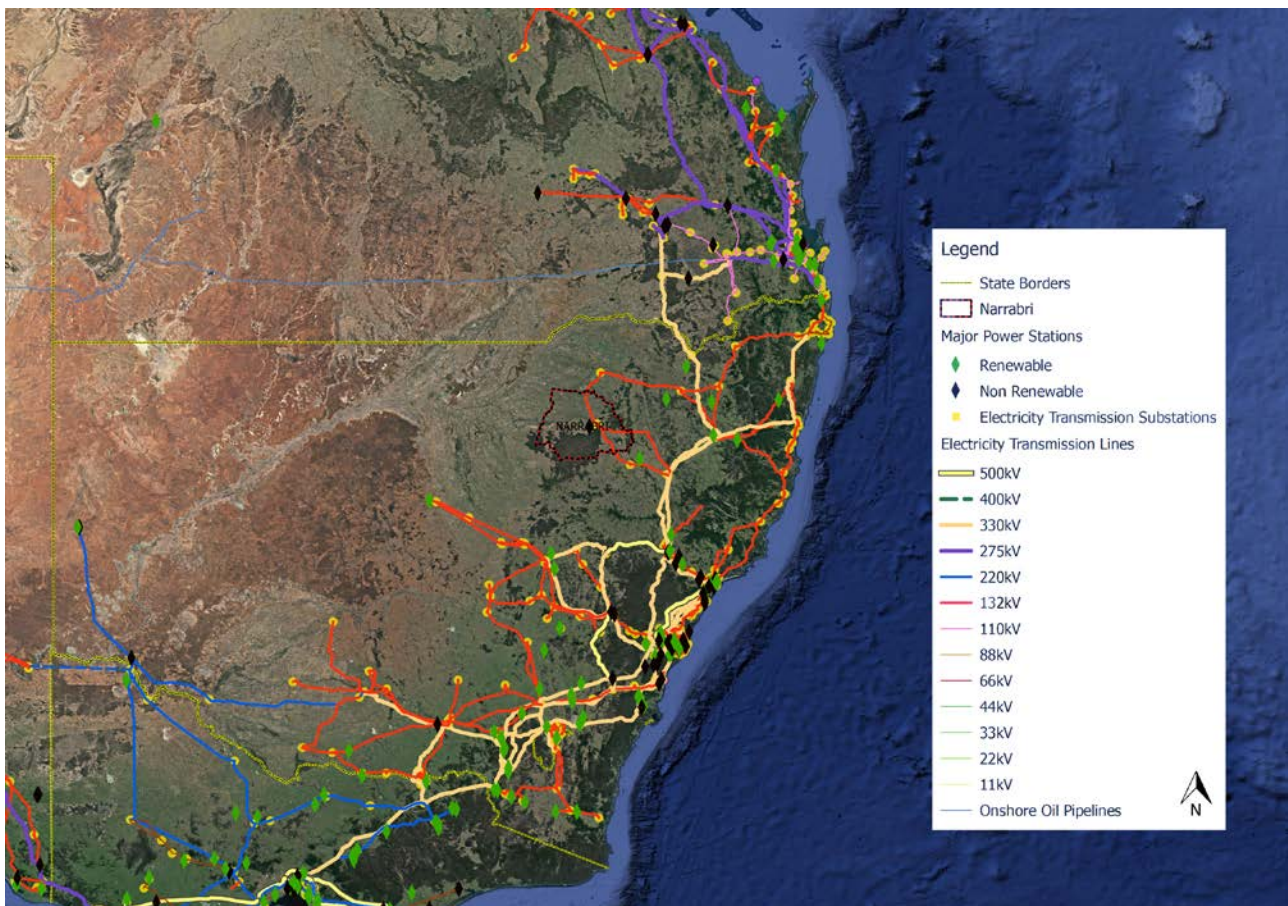 NARRABRI
Legend
State Borders
Narrabri
Major Power Stations
Renewable
Non Renewable
Electricity Transmission Substations
Electricity Transmission Lines
500kV
400kV
330kV
275kV
220kV
132kV
110kV
88kV
66kV
44kV
33kV
22kV
11kV
Onshore Oil Pipelines
N